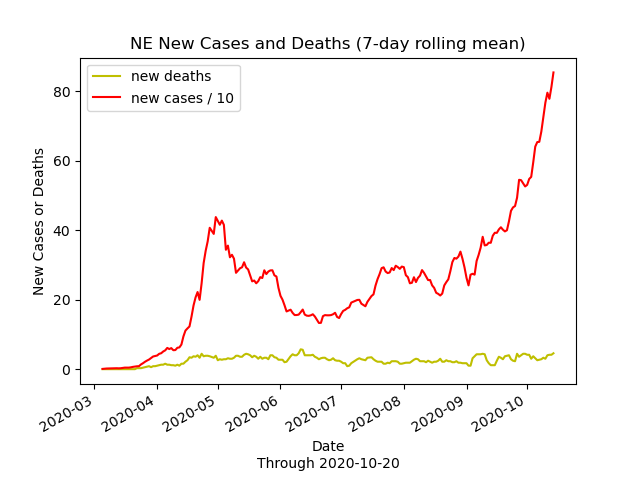 NE New Cases and Deaths (7-day rolling mean)
new deaths
new cases / 10
80
60
40
20
0
New Cases or Deaths
2020-03
2020-04
2020-05
2020-06
2020-07
2020-08
2020-09
2020-10
Date
Through 2020-10-20